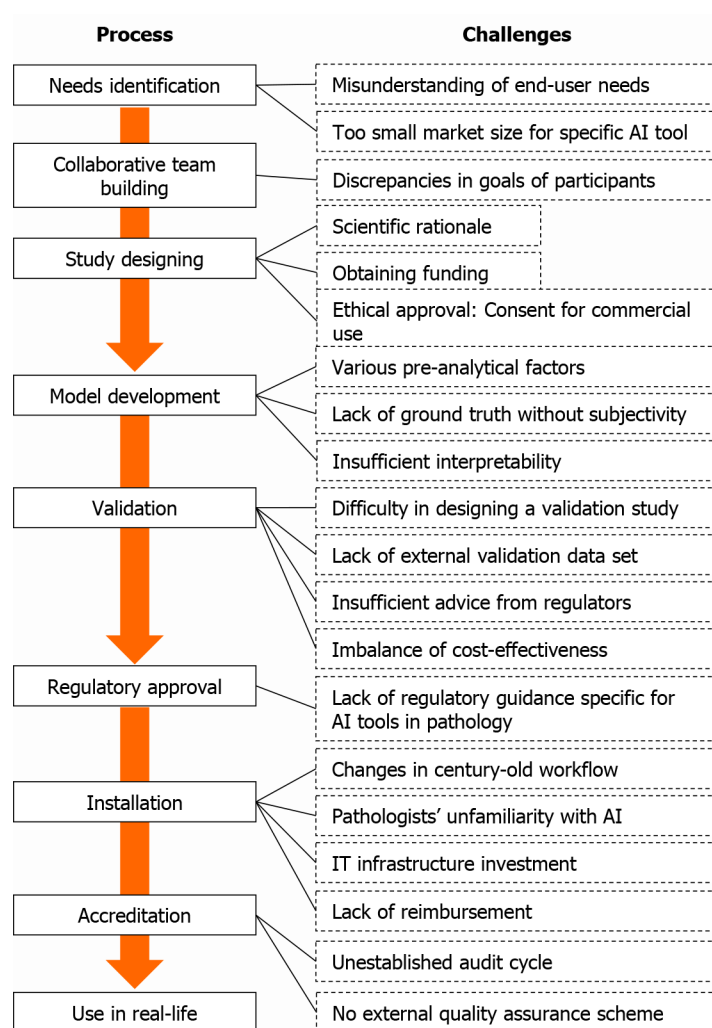 Process
Challenges
Needs identification
Misunderstanding of end-user needs
Too small market size for specific AI tool
Collaborative team
building
Discrepancies in goals of participants
Study designing
Scientific rationale
Obtaining funding
Ethical approval: Consent for commercial
use
Model development
Various pre-analytical factors
Lack of ground truth without subjectivity
Insufficient interpretability
Validation
Difficulty in designing a validation study
Lack of external validation data set
Insufficient advice from regulators
Imbalance of cost-effectiveness
Regulatory approval
Lack of regulatory guidance specific for
AI tools in pathology
Installation
Changes in century-old workflow
Pathologists’ unfamiliarity with AI
IT infrastructure investment
Lack of reimbursement
Accreditation
Unestablished audit cycle
No external quality assurance scheme
Use in real-life